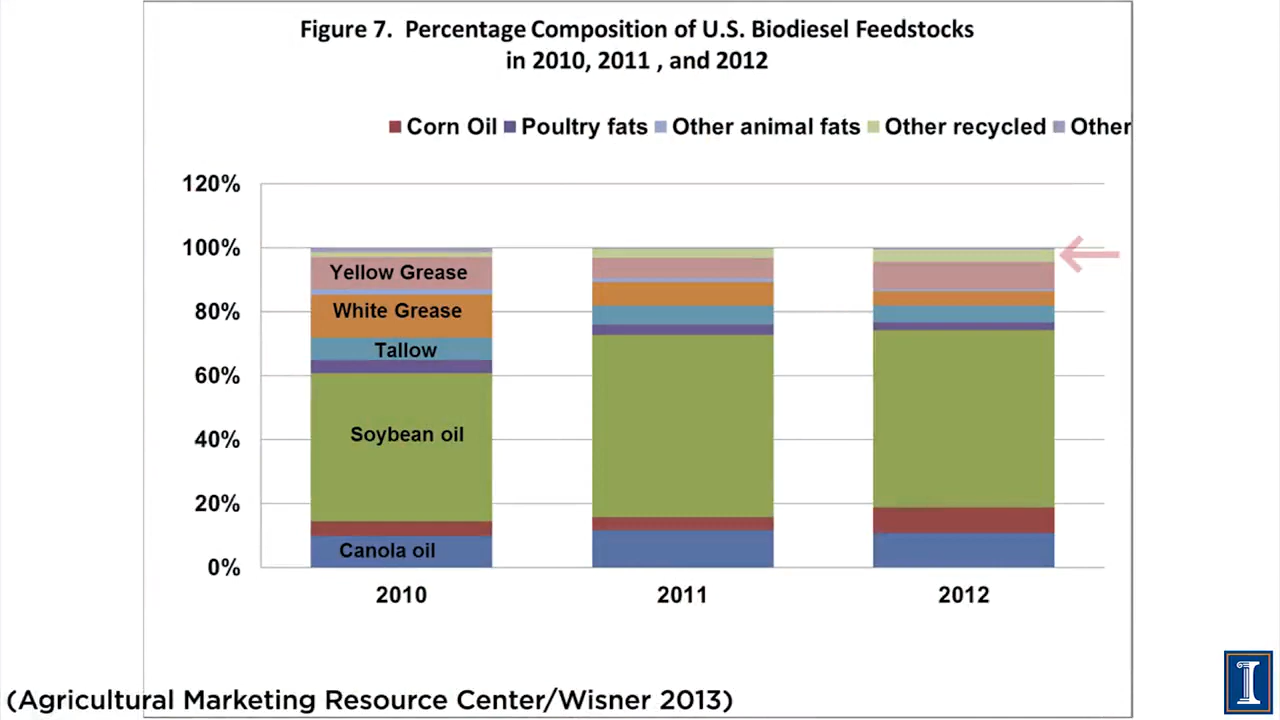 Figure 7.  Percentage Composition of U.S. Biodiesel Feedstocks
in 2010, 2011 , and 2012
Corn Oil Poultry fats Other animal fats Other recycled Other
120%
100%
80%
60%
40%
20%
0%
Yellow Grease
White Grease
Tallow
Soybean oil
Canola oil
2010 2011 2012
(Agricultural Marketing Resource Center/Wisner 2013)
I